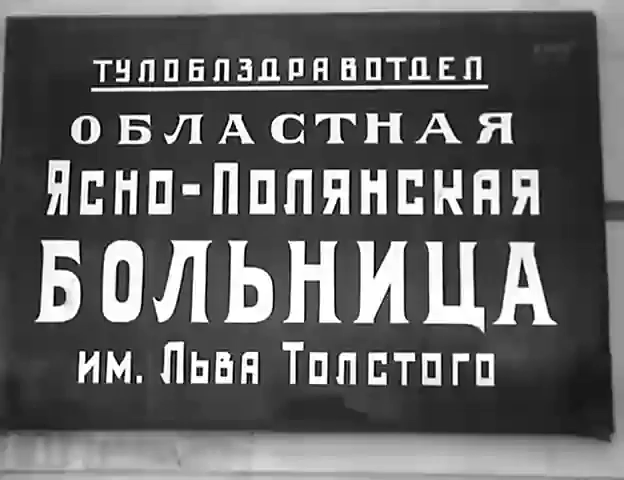 ТУЛОБЛЗДРАВОТДЕЛ
ОБЛАСТНАЯ
ЯСНО-ПОЛЯНСКАЯ
БОЛЬНИЦА
ИМ. ЛЬВА ТОЛСТОГО